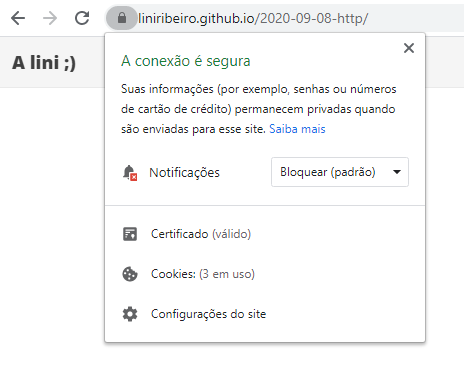 liniribeiro.github.io/2020-09-08-http/
A lini ;)
A conexão é segura
Suas informações (por exemplo, senhas ou números
de cartão de crédito) permanecem privadas quando
são enviadas para esse site. Saiba mais
Notificações Bloquear (padrão)
Certificado (válido)
Cookies: (3 em uso)
Configurações do site